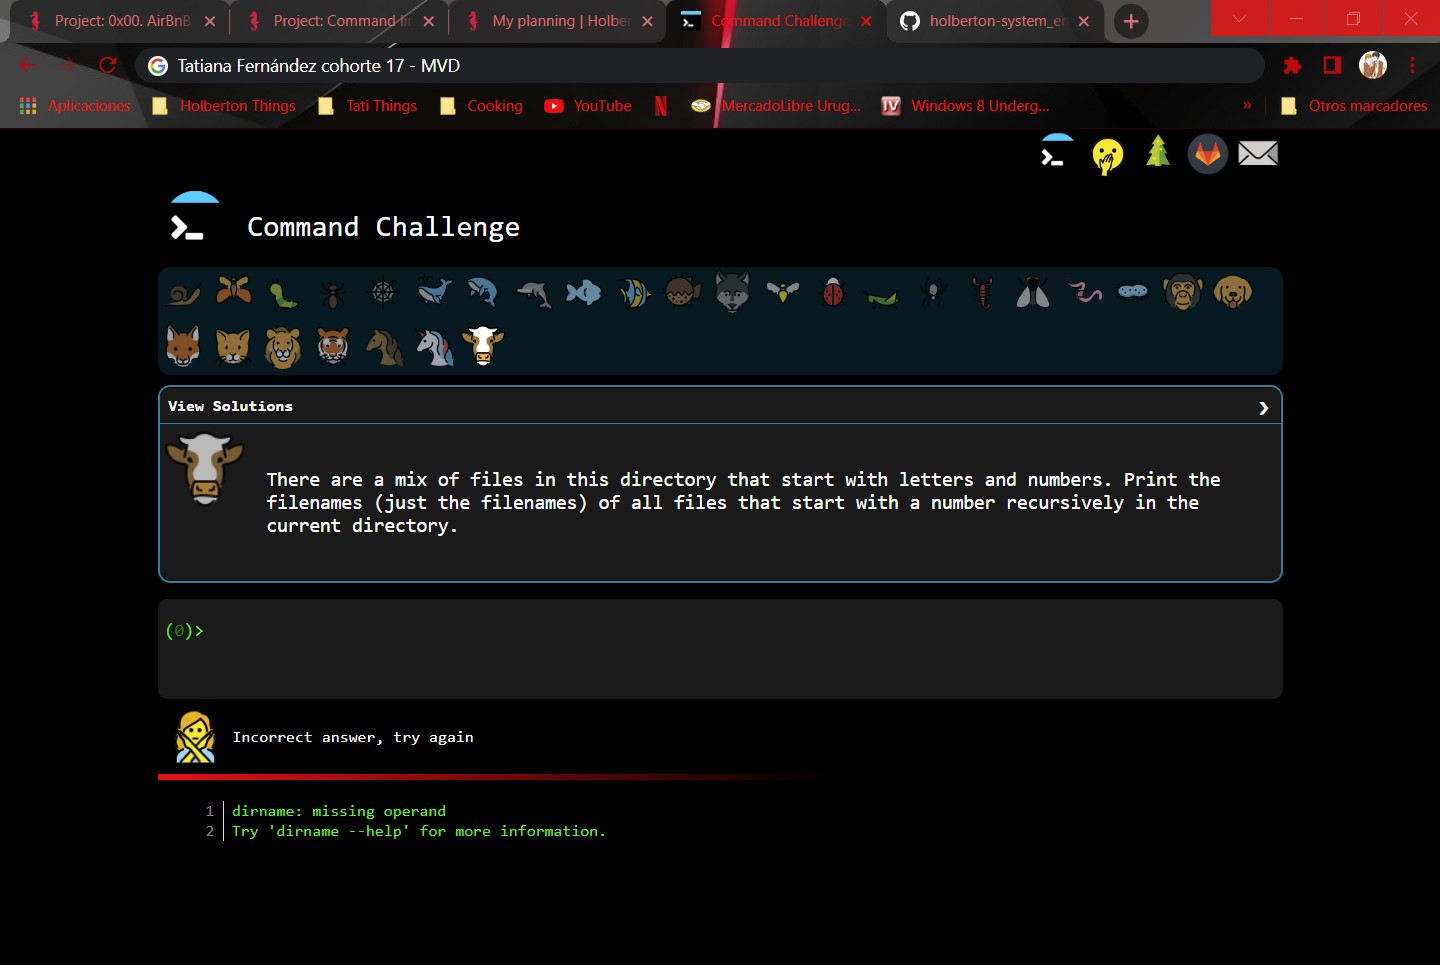 Project: 0x00. AirBnB
Project: Command li
My planning | Holbe
Command Challenge
holberton-system_en
Tatiana Fernández cohorte 17 - MVD
Aplicaciones
Holberton Things
Tati Things
Cooking
YouTube
MercadoLibre Urug...
Windows 8 Underg...
»
Otros marcadores
Command Challenge
View Solutions
There are a mix of files in this directory that start with letters and numbers. Print the
filenames (just the filenames) of all files that start with a number recursively in the
current directory.
(0)>
Incorrect answer, try again
1 dirname: missing operand
2 Try 'dirname --help' for more information.